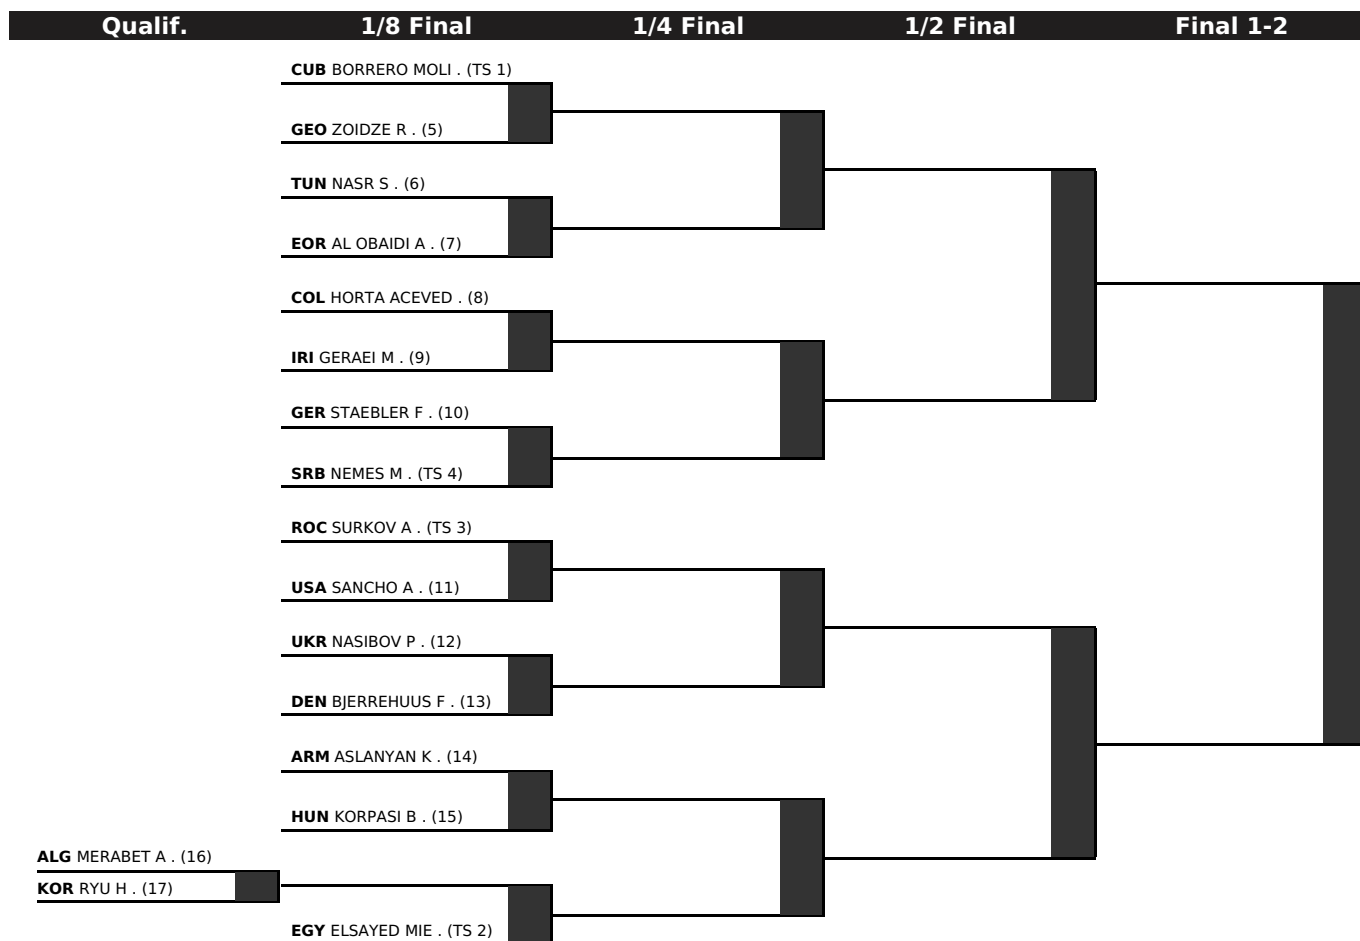 Qualif. 1/8 Final 1/4 Final 1/2 Final Final 1-2
CUB BORRERO MOLI . (TS 1)
GEO ZOIDZE R . (5)
TUN NASR S . (6)
EOR AL OBAIDI A . (7)
COL HORTA ACEVED . (8)
IRI GERAEI M . (9)
GER STAEBLER F . (10)
SRB NEMES M . (TS 4)
ROC SURKOV A . (TS 3)
USA SANCHO A . (11)
UKR NASIBOV P . (12)
DEN BJERREHUUS F . (13)
ARM ASLANYAN K . (14)
HUN KORPASI B . (15)
ALG MERABET A . (16)
KOR RYU H . (17)
EGY ELSAYED MIE . (TS 2)